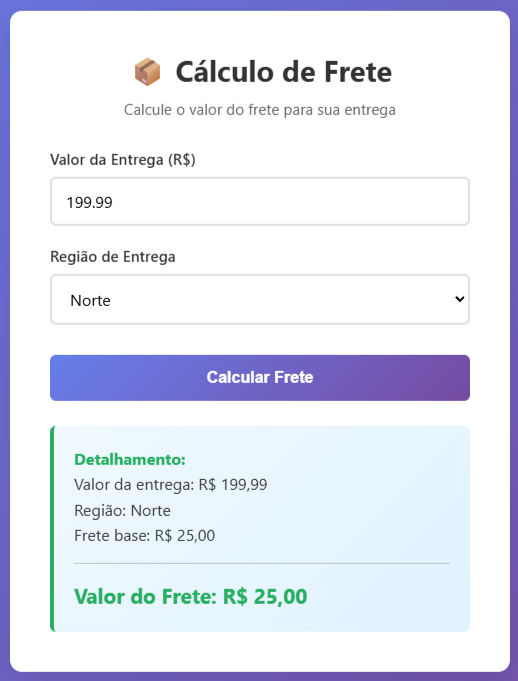 📦 Cálculo de Frete
Calcule o valor do frete para sua entrega
Valor da Entrega (R$)
199.99
Região de Entrega
Norte
Calcular Frete
Detalhamento:
Valor da entrega: R$ 199,99
Região: Norte
Frete base: R$ 25,00
Valor do Frete: R$ 25,00